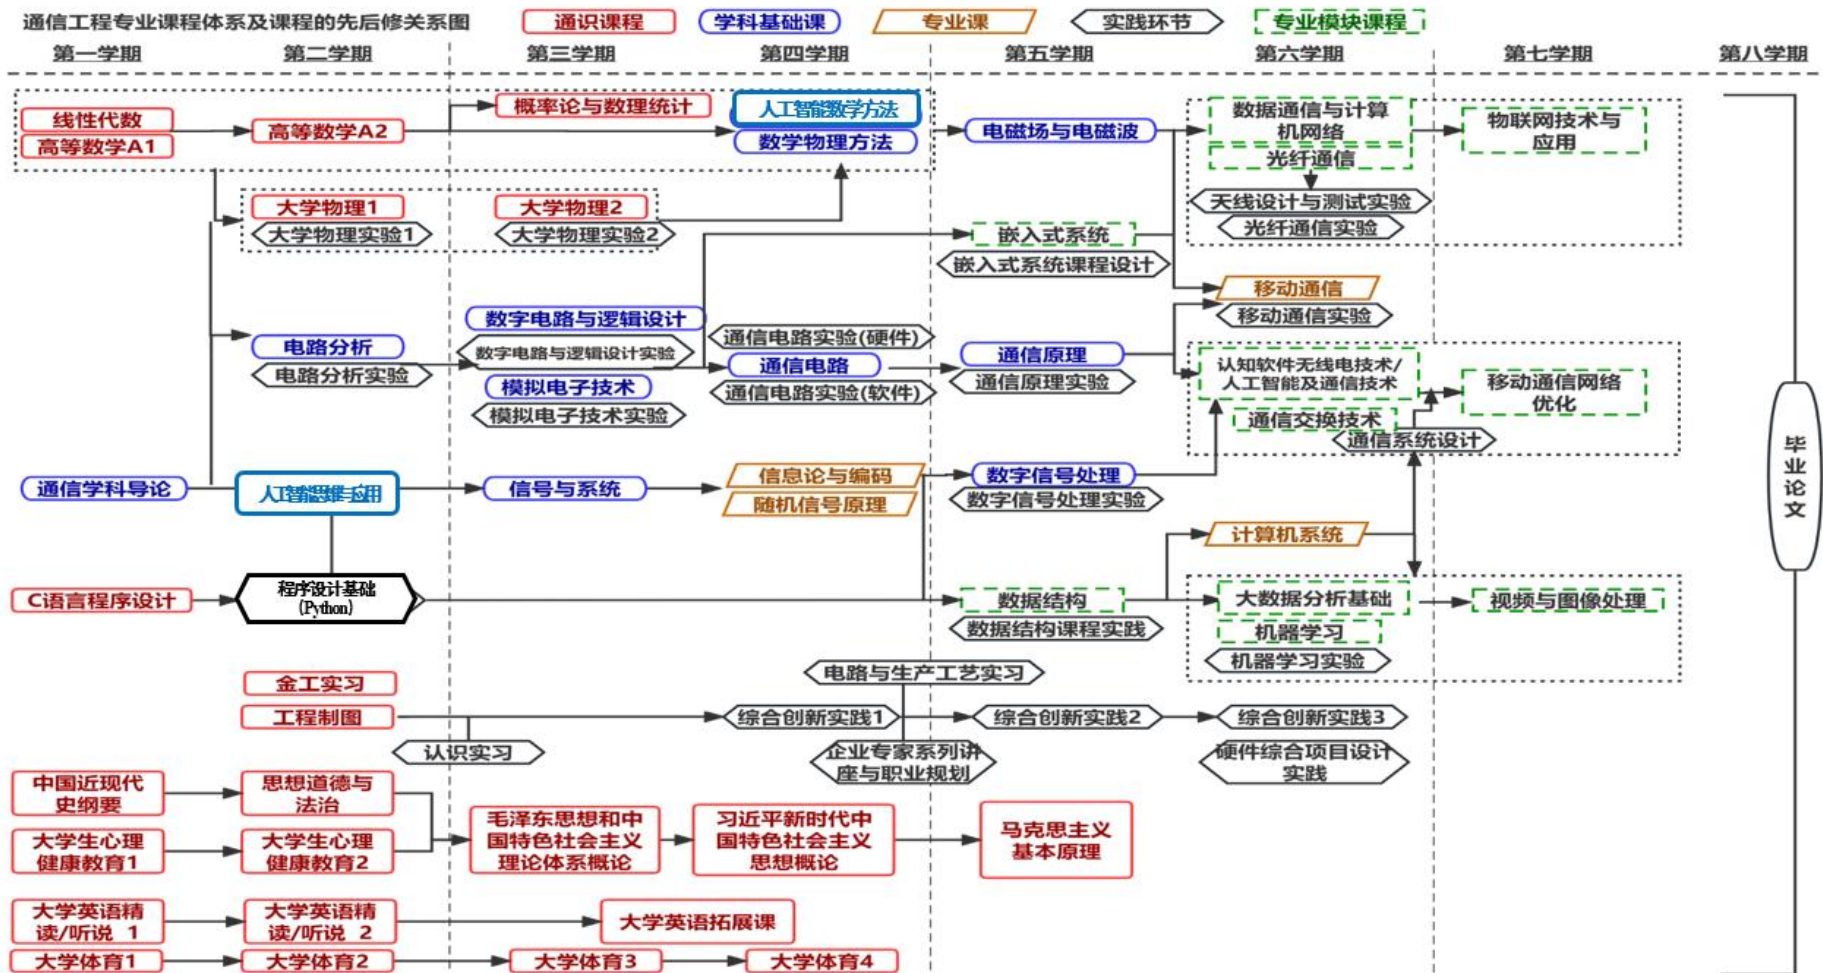 通信工程专业课程体系及课程的先后修关系图
通识课程
学科基础课
专业课
实践环节
专业模块课程
第一学期
第二学期
第三学期
第四学期
第五学期
第六学期
第七学期
第八学期
线性代数
高等数学A1
高等数学A2
概率论与数理统计
人工智能数学方法
数学物理方法
电磁场与电磁波
数据通信与计算
机网络
光纤通信
物联网技术与
应用
天线设计与测试实验
光纤通信实验
大学物理1
大学物理实验1
大学物理2
大学物理实验2
嵌入式系统
嵌入式系统课程设计
移动通信
移动通信实验
电路分析
电路分析实验
数字电路与逻辑设计
数字电路与逻辑设计实验
模拟电子技术
模拟电子技术实验
通信电路实验(硬件)
通信电路
通信电路实验(软件)
通信原理
通信原理实验
认知软件无线电技术/
人工智能及通信技术
通信交换技术
通信系统设计
移动通信网络
优化
通信学科导论
人工智能思维与应用
信号与系统
信息论与编码
随机信号原理
数字信号处理
数字信号处理实验
计算机系统
C语言程序设计
程序设计基础
(Python)
数据结构
数据结构课程实践
大数据分析基础
机器学习
机器学习实验
视频与图像处理
毕业论文
金工实习
工程制图
认识实习
电路与生产工艺实习
综合创新实践1
企业专家系列讲
座与职业规划
综合创新实践2
综合创新实践3
硬件综合项目设计
实践
中国近现代
史纲要
思想道德与
法治
大学生心理
健康教育1
大学生心理
健康教育2
毛泽东思想和中
国特色社会主义
理论体系概论
习近平新时代中
国特色社会主义
思想概论
马克思主义
基本原理
大学英语精
读/听说 1
大学英语精
读/听说 2
大学英语拓展课
大学体育1
大学体育2
大学体育3
大学体育4